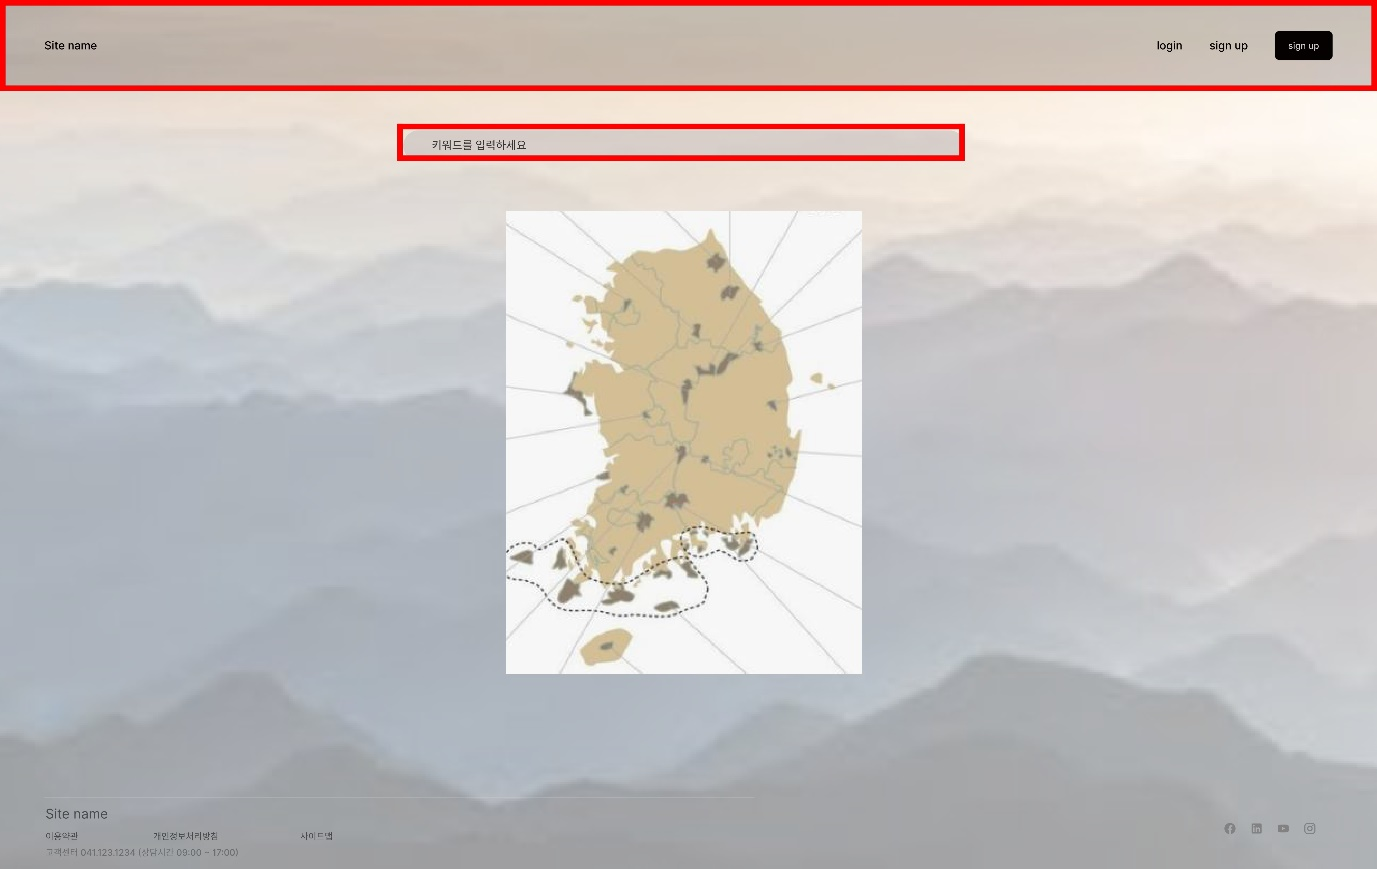 Site name
login sign up sign up
키워드를 입력하세요
Site name
이용약관 개인정보처리방침 사이트맵
고객센터 041.123.1234 (상담시간 09:00 ~ 17:00)